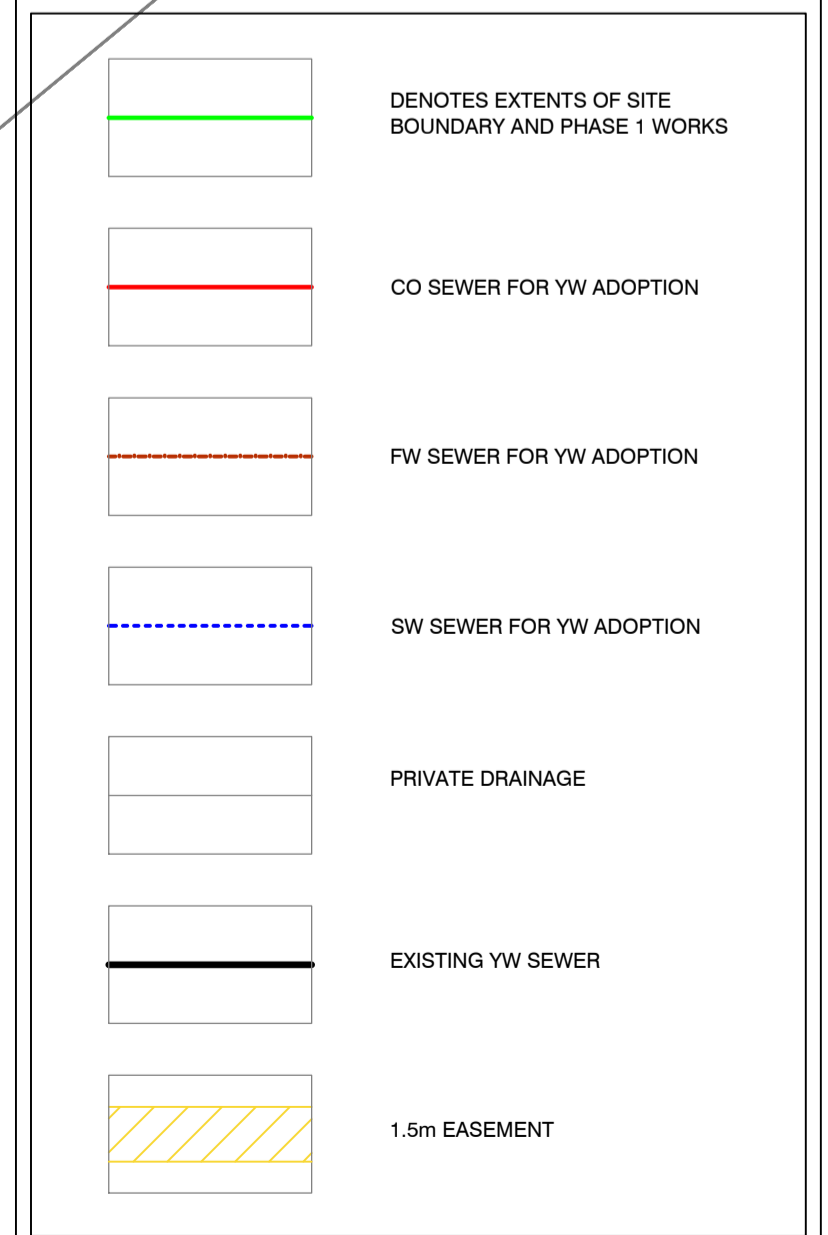 DENOTES EXTENTS OF SITE
BOUNDARY AND PHASE 1 WORKS
CO SEWER FOR YW ADOPTION
FW SEWER FOR YW ADOPTION
SW SEWER FOR YW ADOPTION
PRIVATE DRAINAGE
EXISTING YW SEWER
1.5m EASEMENT